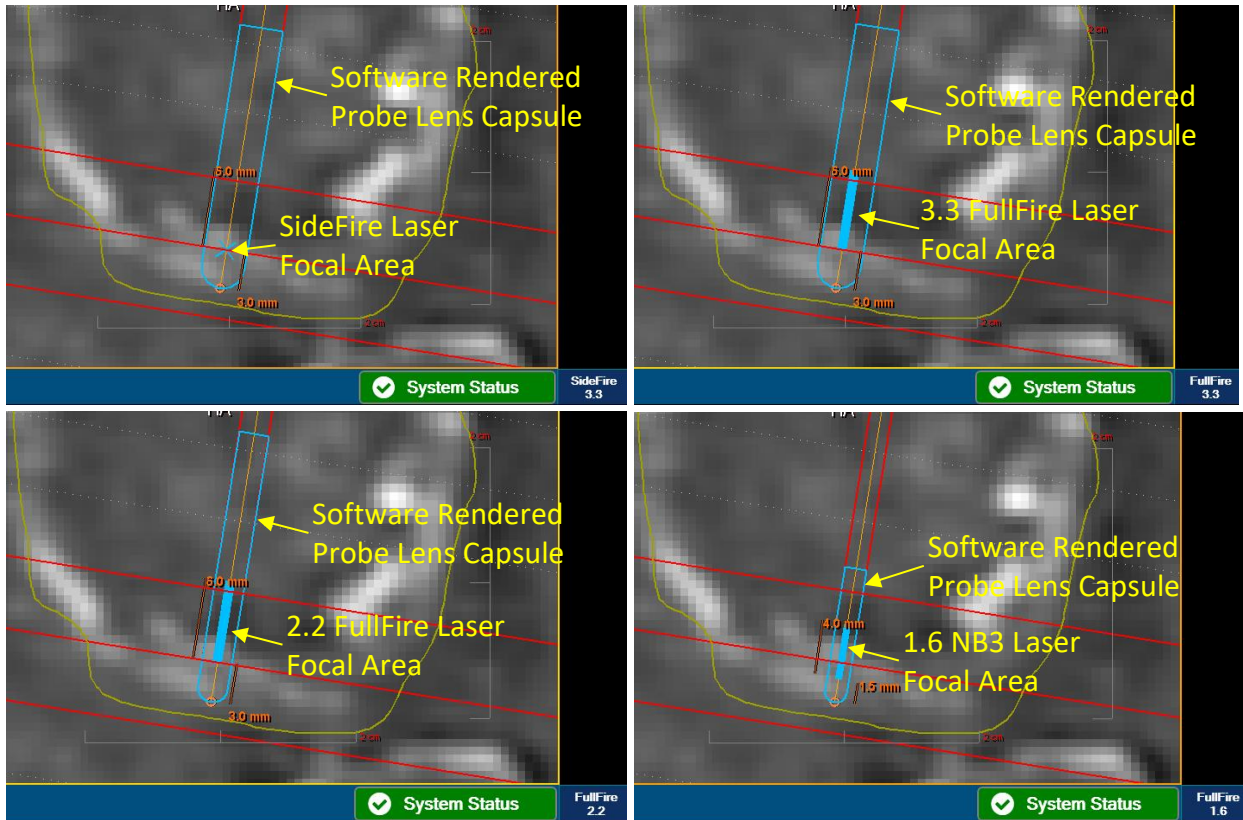 Software Rendered
Probe Lens Capsule
6.0 mm
SideFire Laser
Focal Area
3.0 mm
2 cm
2 cm
System Status
SideFire
3.3
Software Rendered
Probe Lens Capsule
6.0 mm
3.3 FullFire Laser
Focal Area
3.0 mm
2 cm
2 cm
System Status
FullFire
3.3
Software Rendered
Probe Lens Capsule
6.0 mm
2.2 FullFire Laser
Focal Area
3.0 mm
2 cm
2 cm
System Status
FullFire
2.2
Software Rendered
Probe Lens Capsule
4.0 mm
1.6 NB3 Laser
Focal Area
1.5 mm
2 cm
2 cm
System Status
FullFire
1.6